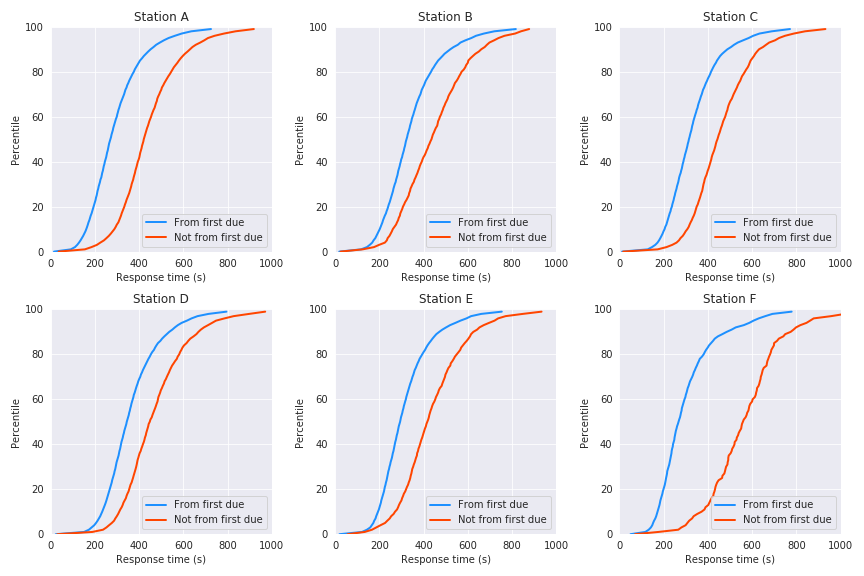 Station A
100
80
60
40
20
0
Percentile
From first due
Not from first due
0 200 400 600 800 1000
Response time (s)
Station B
100
80
60
40
20
0
Percentile
From first due
Not from first due
0 200 400 600 800 1000
Response time (s)
Station C
100
80
60
40
20
0
Percentile
From first due
Not from first due
0 200 400 600 800 1000
Response time (s)
Station D
100
80
60
40
20
0
Percentile
From first due
Not from first due
0 200 400 600 800 1000
Response time (s)
Station E
100
80
60
40
20
0
Percentile
From first due
Not from first due
0 200 400 600 800 1000
Response time (s)
Station F
100
80
60
40
20
0
Percentile
From first due
Not from first due
0 200 400 600 800 1000
Response time (s)